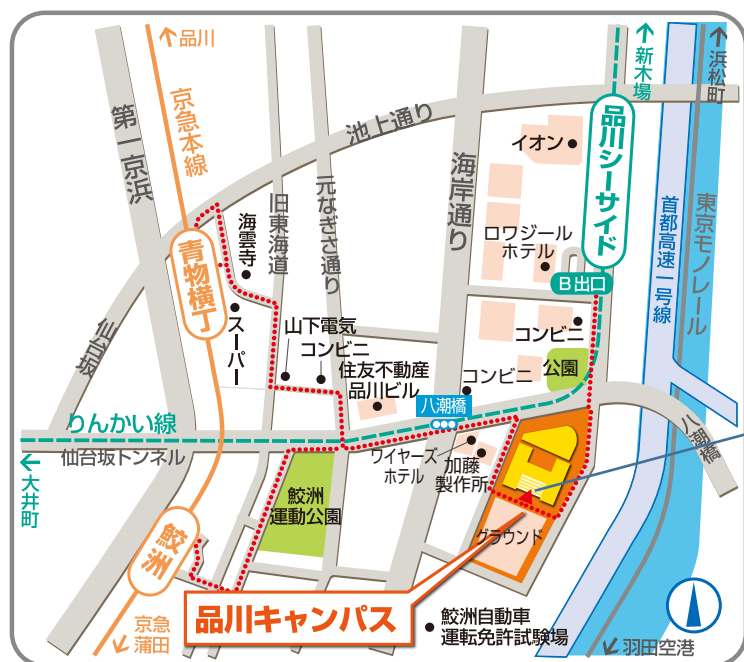 品川
京急本線
第一京浜
池上通り
新木場
浜松町
品川シーサイド
イオン
海岸通り
旧東海道
元なぎさ通り
海雲寺
ロワジール
ホテル
首都高速一号線
東京モノレール
青物横丁
B出口
スーパー
仙台坂
山下電気
コンビニ
住友不動産
品川ビル
コンビニ
コンビニ
公園
八潮橋
りんかい線
仙台坂トンネル
大井町
ワイヤーズ
ホテル
加藤
製作所
八潮橋
鮫洲
運動公園
鮫洲
グラウンド
品川キャンパス
京急
蒲田
鮫洲自動車
運転免許試験場
羽田空港